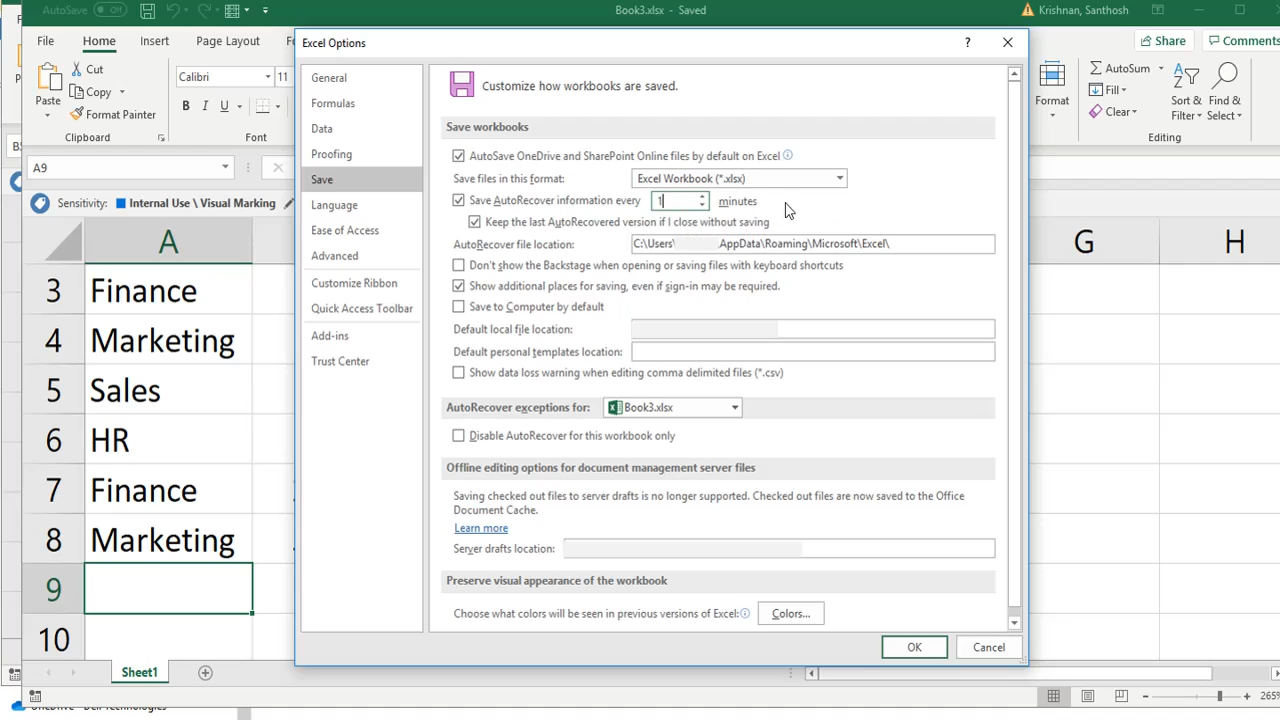 AutoSave Off Book3.xlsx - Saved Krishnan, Santhosh
File Home Insert Page Layout Share Comments
Cut Calibri 11 AutoSum
Paste Copy Fill
Format Painter B I U Format Clear Sort & Filter Find & Select
Clipboard Font Editing
A9
Sensitivity: Internal Use \ Visual Marking
A G H
3 Finance
4 Marketing
5 Sales
6 HR
7 Finance
8 Marketing
9
10
Sheet1
265%
Excel Options ?
General
Formulas
Data
Proofing
Save
Language
Ease of Access
Advanced
Customize Ribbon
Quick Access Toolbar
Add-ins
Trust Center
Customize how workbooks are saved.
Save workbooks
AutoSave OneDrive and SharePoint Online files by default on Excel
Save files in this format: Excel Workbook (*.xlsx)
Save AutoRecover information every 1 minutes
Keep the last AutoRecovered version if I close without saving
AutoRecover file location: C:\Users\ AppData\Roaming\Microsoft\Excel\
Don't show the Backstage when opening or saving files with keyboard shortcuts
Show additional places for saving, even if sign-in may be required.
Save to Computer by default
Default local file location:
Default personal templates location:
Show data loss warning when editing comma delimited files (*.csv)
AutoRecover exceptions for: Book3.xlsx
Disable AutoRecover for this workbook only
Offline editing options for document management server files
Saving checked out files to server drafts is no longer supported. Checked out files are now saved to the Office
Document Cache.
Learn more
Server drafts location:
Preserve visual appearance of the workbook
Choose what colors will be seen in previous versions of Excel: Colors...
OK Cancel